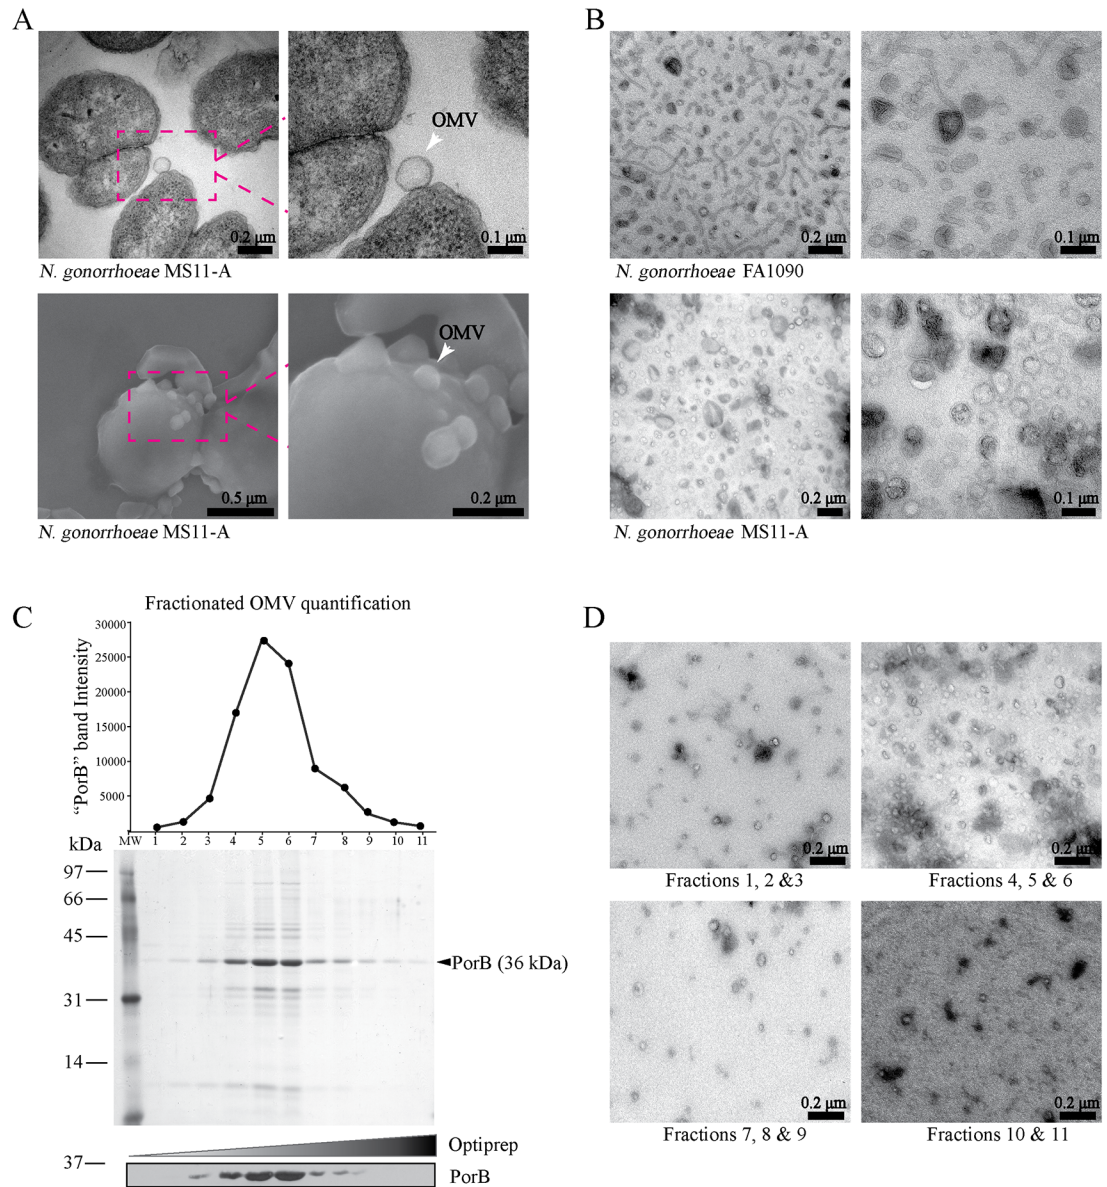 A
OMV
0.2 μm
0.1 μm
N. gonorrhoeae MS11-A
OMV
0.5 μm
0.2 μm
N. gonorrhoeae MS11-A
B
0.2 μm
0.1 μm
N. gonorrhoeae FA1090
0.2 μm
0.1 μm
N. gonorrhoeae MS11-A
C
Fractionated OMV quantification
"PorB" band Intensity
30000
25000
20000
15000
10000
5000
kDa
MW 1 2 3 4 5 6 7 8 9 10 11
97
66
45
PorB (36 kDa)
31
14
Optiprep
37
PorB
D
0.2 μm
0.2 μm
Fractions 1, 2 &3
Fractions 4, 5 & 6
0.2 μm
0.2 μm
Fractions 7, 8 & 9
Fractions 10 & 11